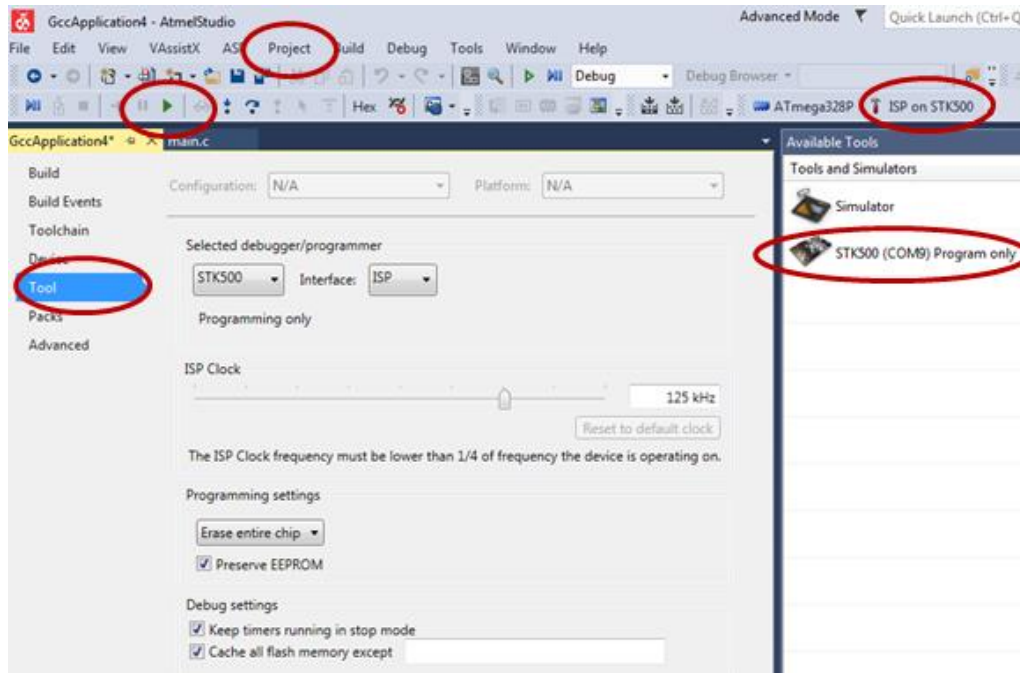 GccApplication4 - AtmelStudio
Advanced Mode
Quick Launch (Ctrl+Q
File Edit View VAssistX AS Project Build Debug Tools Window Help
Debug
Debug Browser
Hex
ATmega328P
ISP on STK500
GccApplication4*
main.c
Available Tools
Build
Build Events
Toolchain
Device
Tool
Packs
Advanced
Configuration: N/A Platform: N/A
Selected debugger/programmer
STK500 Interface: ISP
Programming only
ISP Clock
125 kHz
Reset to default clock
The ISP Clock frequency must be lower than 1/4 of frequency the device is operating on.
Programming settings
Erase entire chip
Preserve EEPROM
Debug settings
Keep timers running in stop mode
Cache all flash memory except
Tools and Simulators
Simulator
STK500 (COM9) Program only